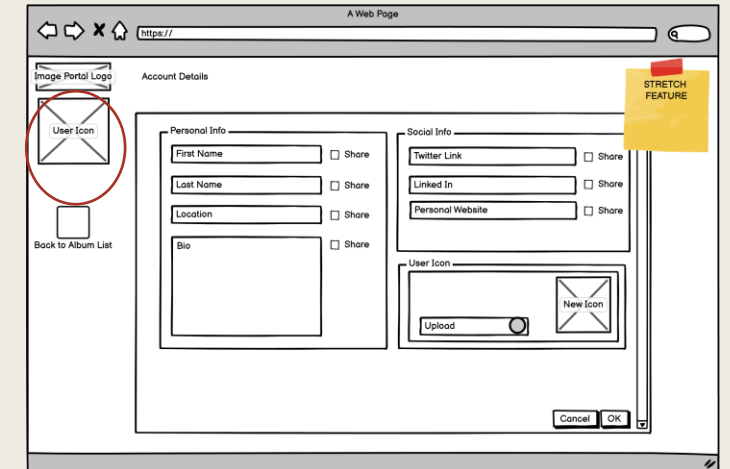 A Web Page
https://
Image Portal Logo
Account Details
STRETCH
FEATURE
User Icon
Personal Info
First Name
Share
Last Name
Share
Location
Share
Bio
Share
Social Info
Twitter Link
Share
Linked In
Share
Personal Website
Share
User Icon
New Icon
Upload
Back to Album List
Cancel
OK